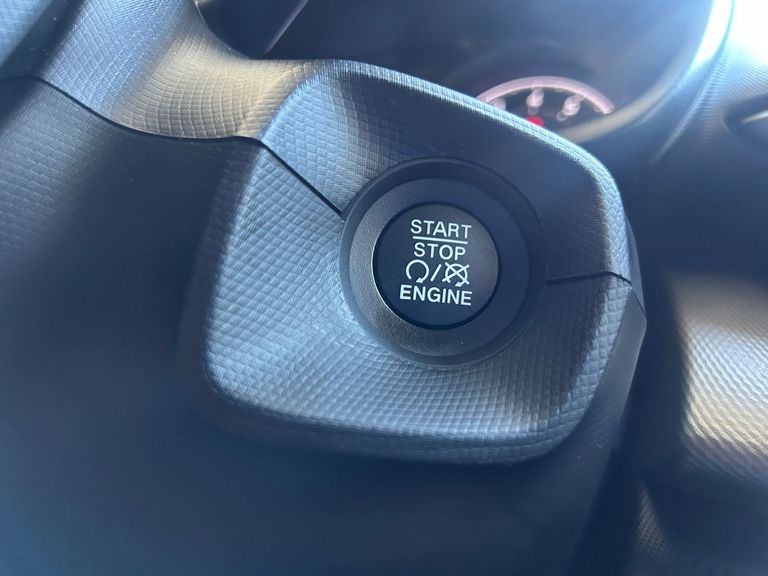 START
STOP
/
ENGINE